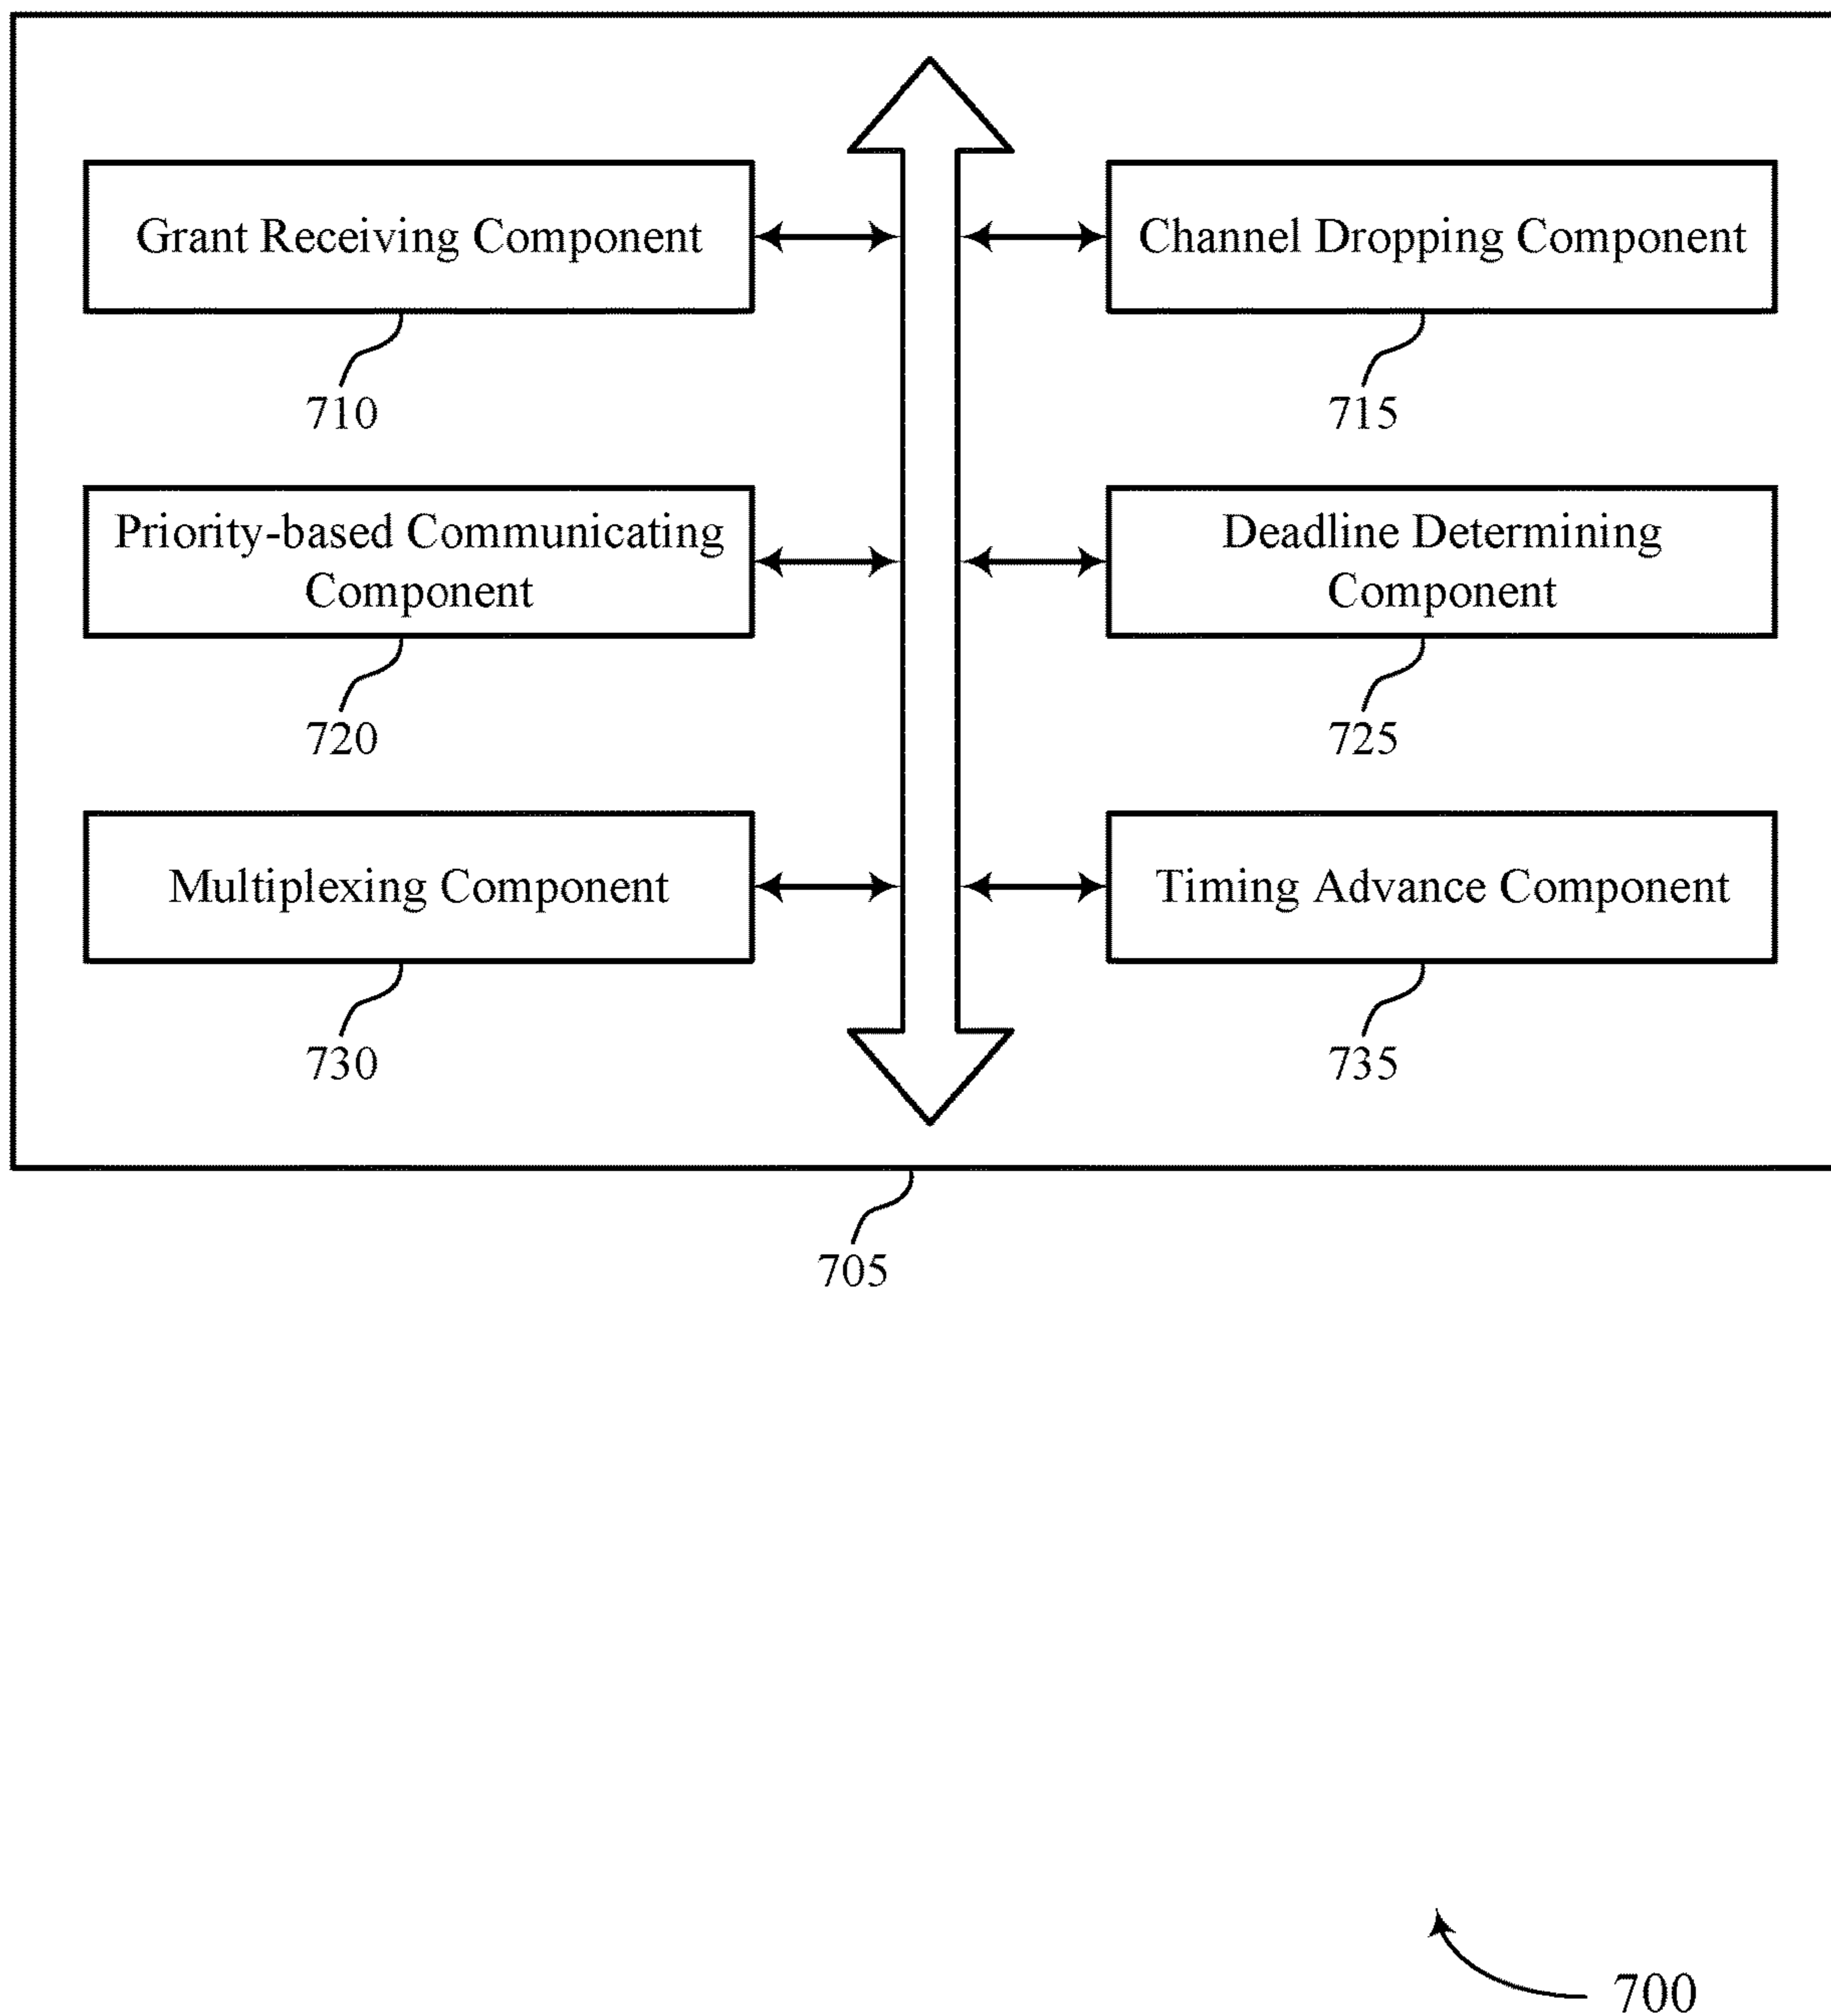 Grant Receiving Component
Channel Dropping Component
710
715
Priority-based Communicating
Component
Deadline Determining
Component
720
725
Multiplexing Component
Timing Advance Component
730
735
705
700